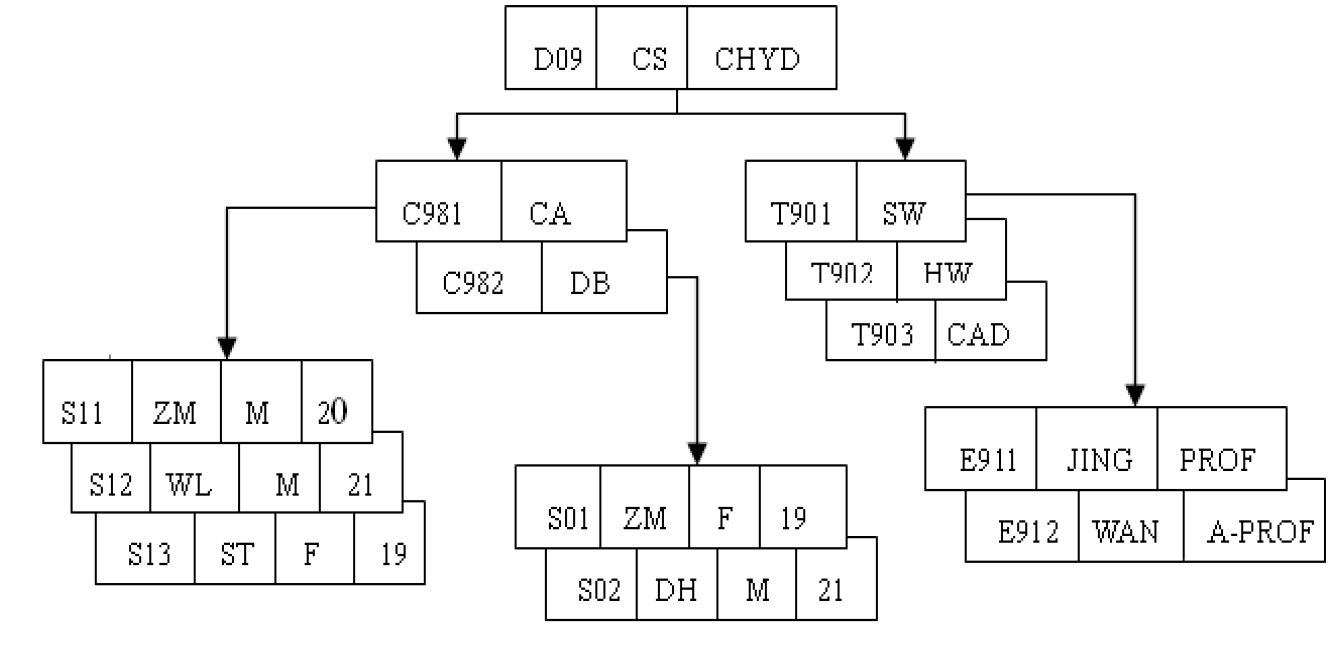 D09 CS CHYD
C981 CA
C982 DB
T901 SW
T902 HW
T903 CAD
S11 ZM M 20
S12 WL M 21
S13 ST F 19
S01 ZM F 19
S02 DH M 21
E911 JING PROF
E912 WAN A-PROF